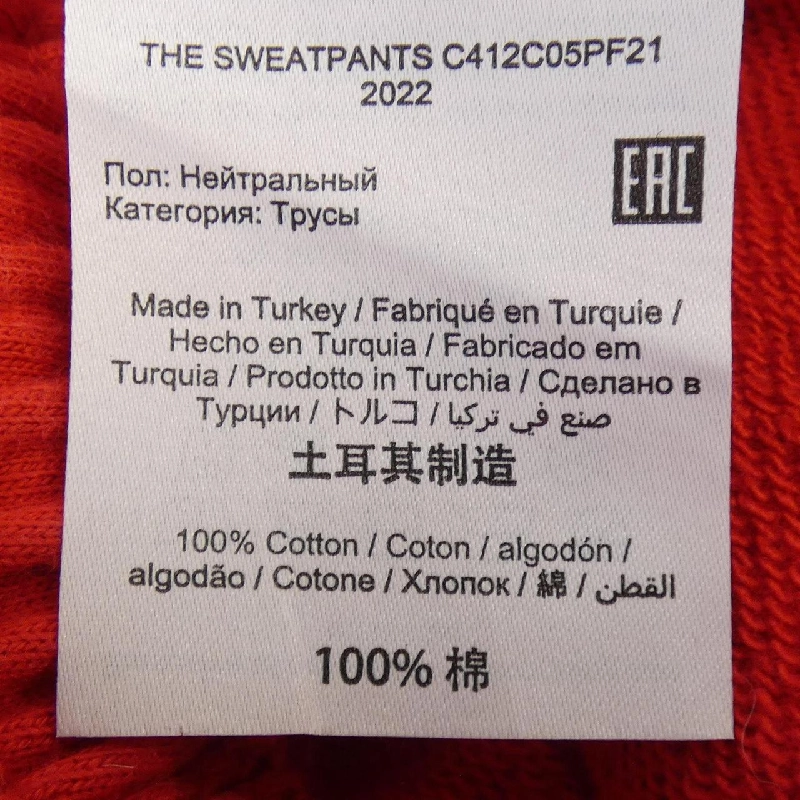 THE SWEATPANTS C412C05PF21
2022
EAC
Пол: Нейтральный
Категория: Трусы
Made in Turkey / Fabriqué en Turquie /
Hecho en Turquia / Fabricado em
Turquia / Prodotto in Turchia / Сделано в
Турции / トルコ / صنع في تركيا
土耳其制造
100% Cotton / Coton / algodón /
algodão / Cotone / Хлопок / 綿 / القطن
100% 棉